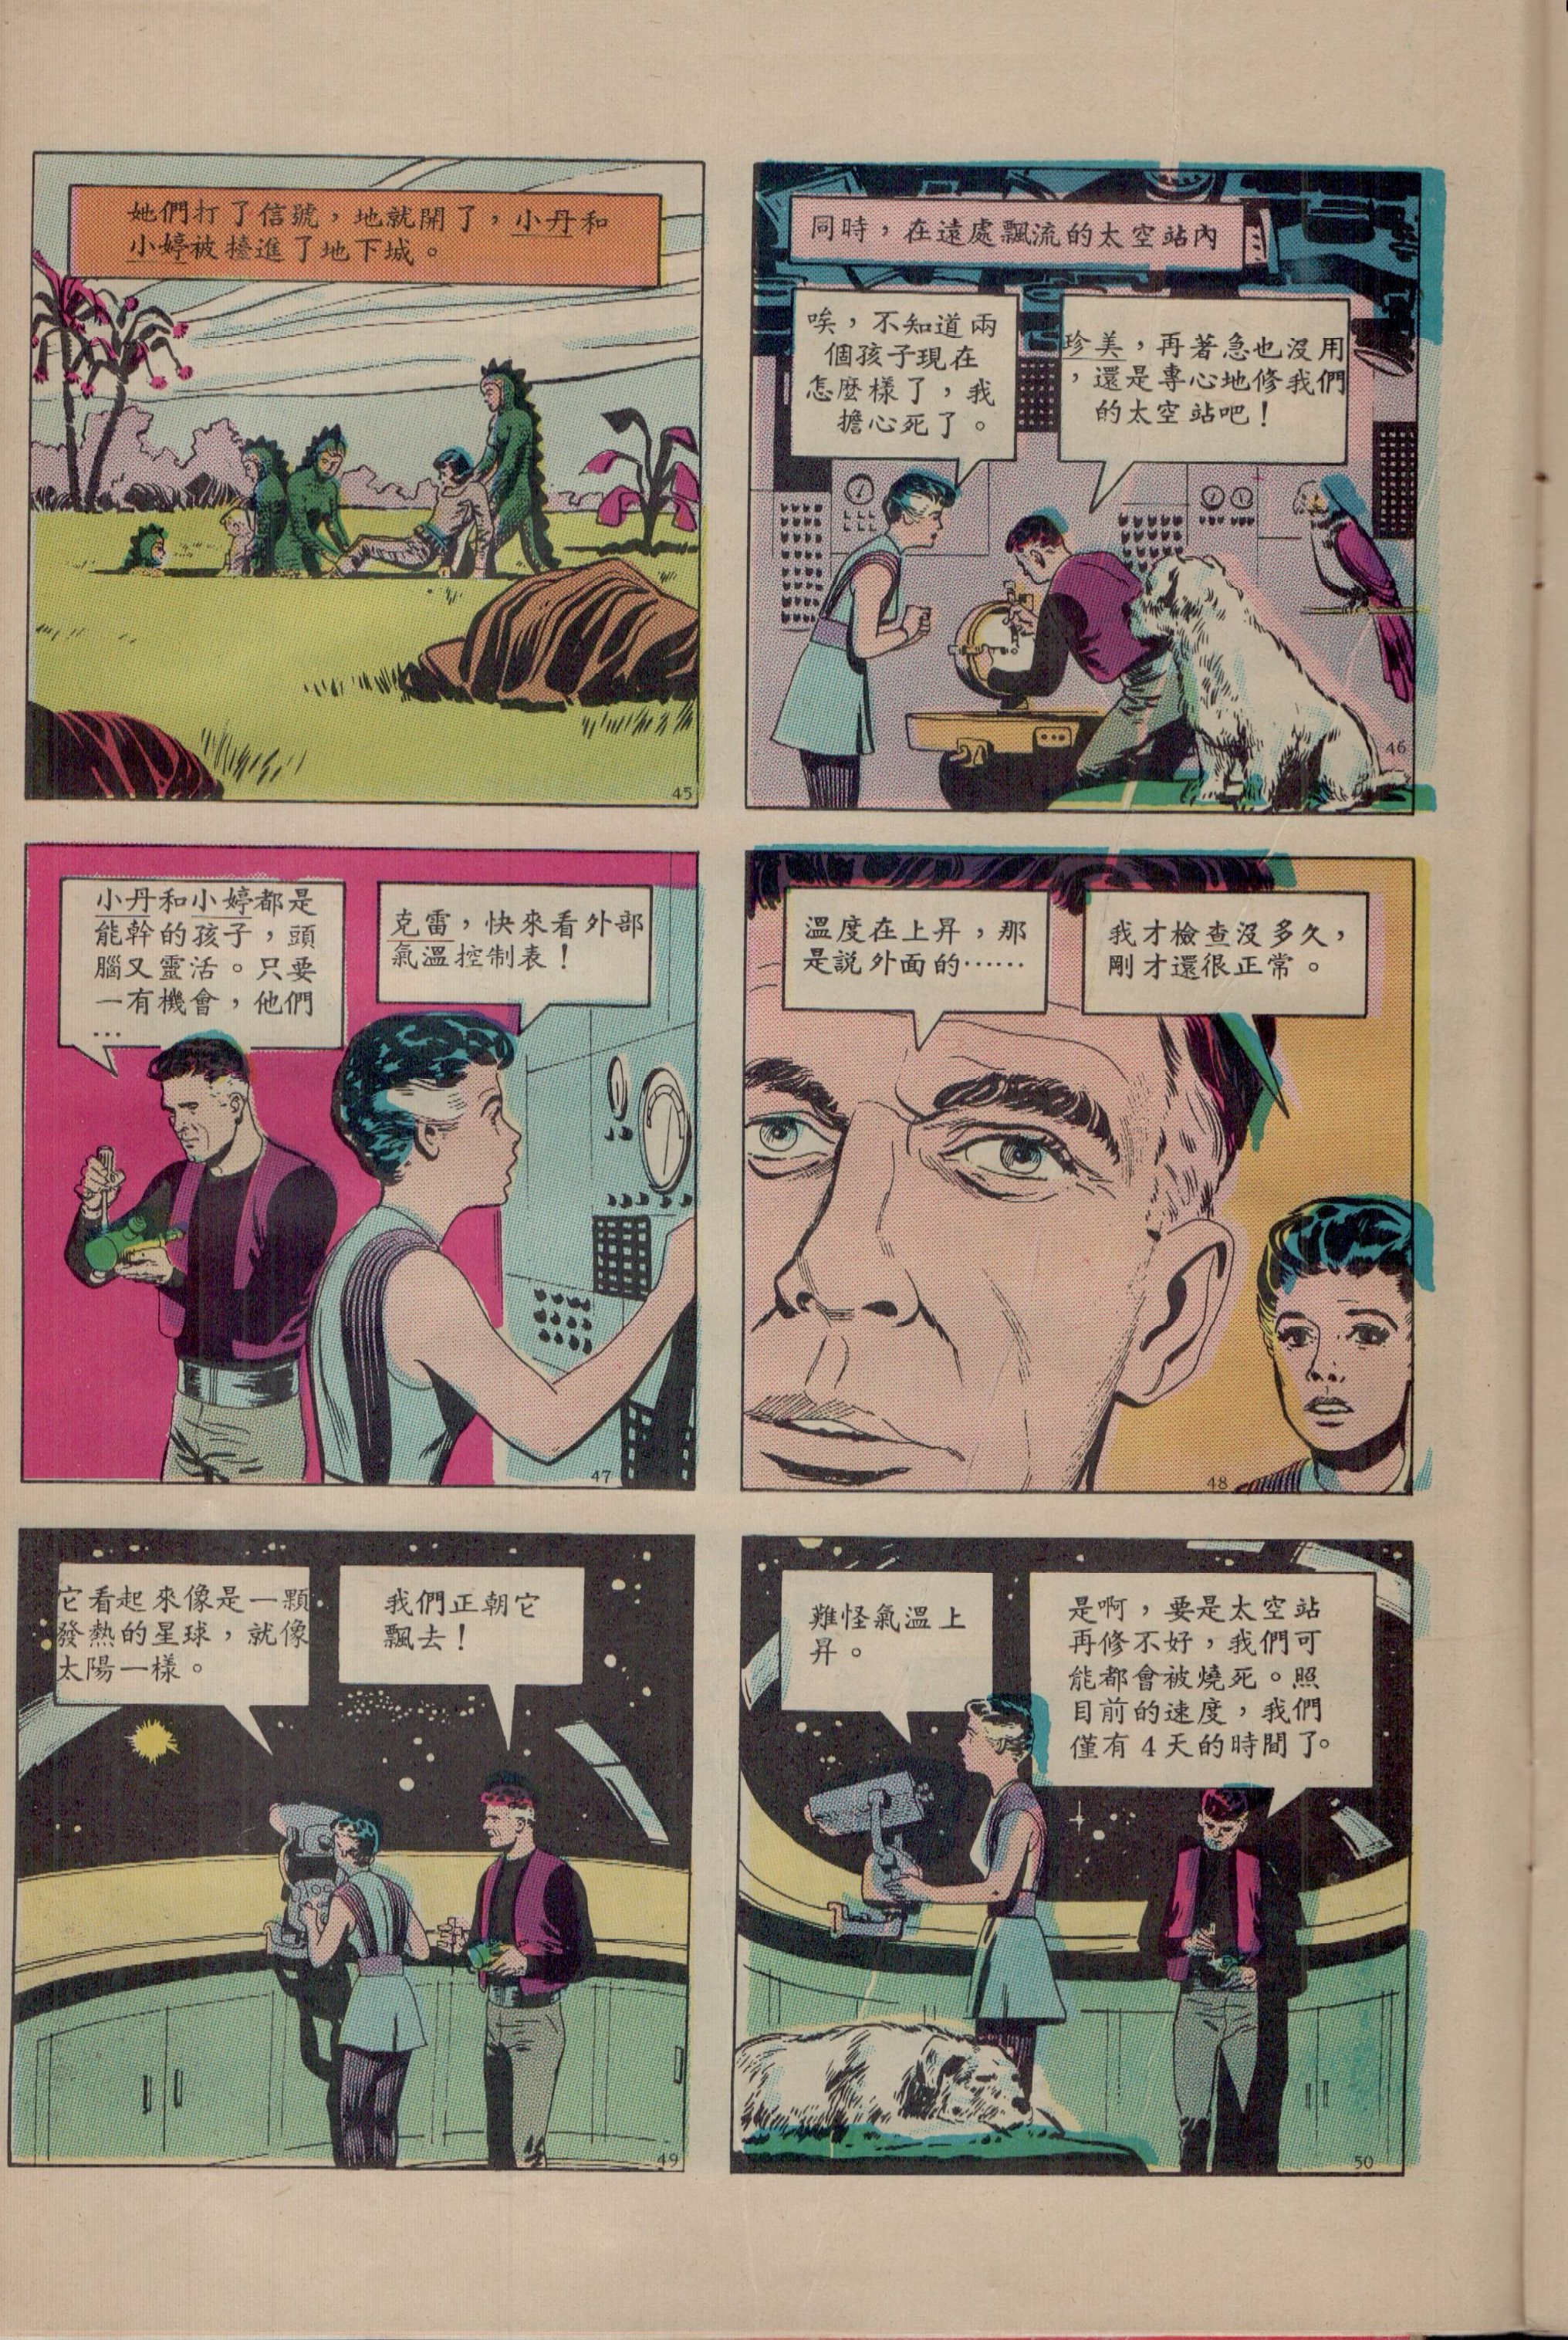 她們打了信號，地就開了，小丹和
小婷被擡進了地下城。
45
同時，在遠處飄流的太空站內
唉，不知道兩
個孩子現在
怎麼樣了，我
擔心死了。
珍美，再著急也沒用
，還是專心地修我們
的太空站吧！
46
小丹和小婷都是
能幹的孩子，頭
腦又靈活。只要
一有機會，他們
…
克雷，快來看外部
氣溫控制表！
47
溫度在上昇，那
是説外面的……
我才檢查沒多久，
剛才還很正常。
48
它看起來像是一顆
發熱的星球，就像
太陽一樣。
我們正朝它
飄去！
49
難怪氣溫上
昇。
是啊，要是太空站
再修不好，我們可
能都會被燒死。照
目前的速度，我們
僅有4天的時間了。
50